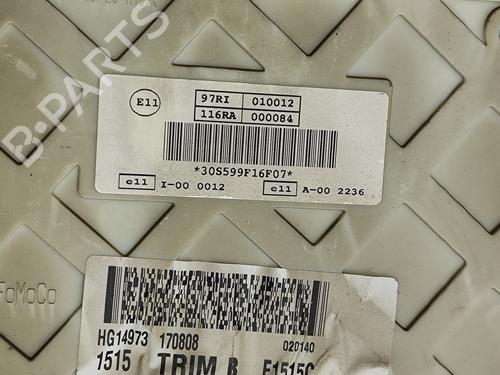 E11
97RI 010012
116RA 000084
*30S599F16F07*
e11 I-00 0012 e11 A-00 2236
FoMoCo
HG14973 170808 020140
1515 TRIM B F1515C
B-PARTS